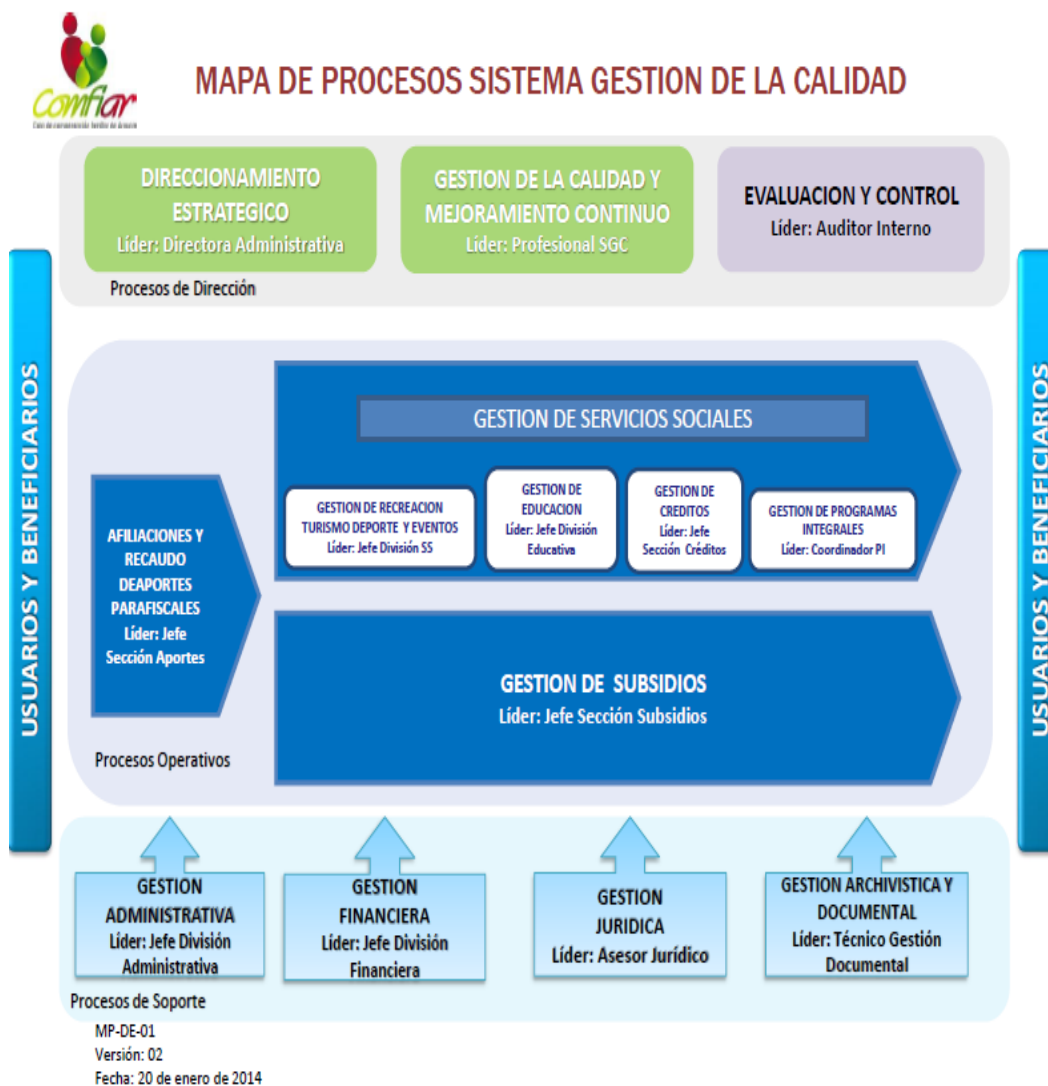 Comfiar
MAPA DE PROCESOS SISTEMA GESTION DE LA CALIDAD
DIRECCIONAMIENTO
ESTRATEGICO
Líder: Directora Administrativa
GESTION DE LA CALIDAD Y
MEJORAMIENTO CONTINUO
Líder: Profesional SGC
EVALUACION Y CONTROL
Líder: Auditor Interno
Procesos de Dirección
USUARIOS Y BENEFICIARIOS
GESTION DE SERVICIOS SOCIALES
GESTION DE RECREACION
TURISMO DEPORTE Y EVENTOS
Líder: Jefe División SS
GESTION DE
EDUCACION
Líder: Jefe División
Educativa
GESTION DE
CREDITOS
Líder: Jefe
Sección Créditos
GESTION DE PROGRAMAS
INTEGRALES
Líder: Coordinador PI
AFILIACIONES Y
RECAUDO
DEAPORTES
PARAFISCALES
Líder: Jefe
Sección Aportes
GESTION DE SUBSIDIOS
Líder: Jefe Sección Subsidios
Procesos Operativos
USUARIOS Y BENEFICIARIOS
GESTION
ADMINISTRATIVA
Líder: Jefe División
Administrativa
GESTION
FINANCIERA
Líder: Jefe División
Financiera
GESTION
JURIDICA
Líder: Asesor Jurídico
GESTION ARCHIVISTICA Y
DOCUMENTAL
Líder: Técnico Gestión
Documental
Procesos de Soporte
MP-DE-01
Versión: 02
Fecha: 20 de enero de 2014